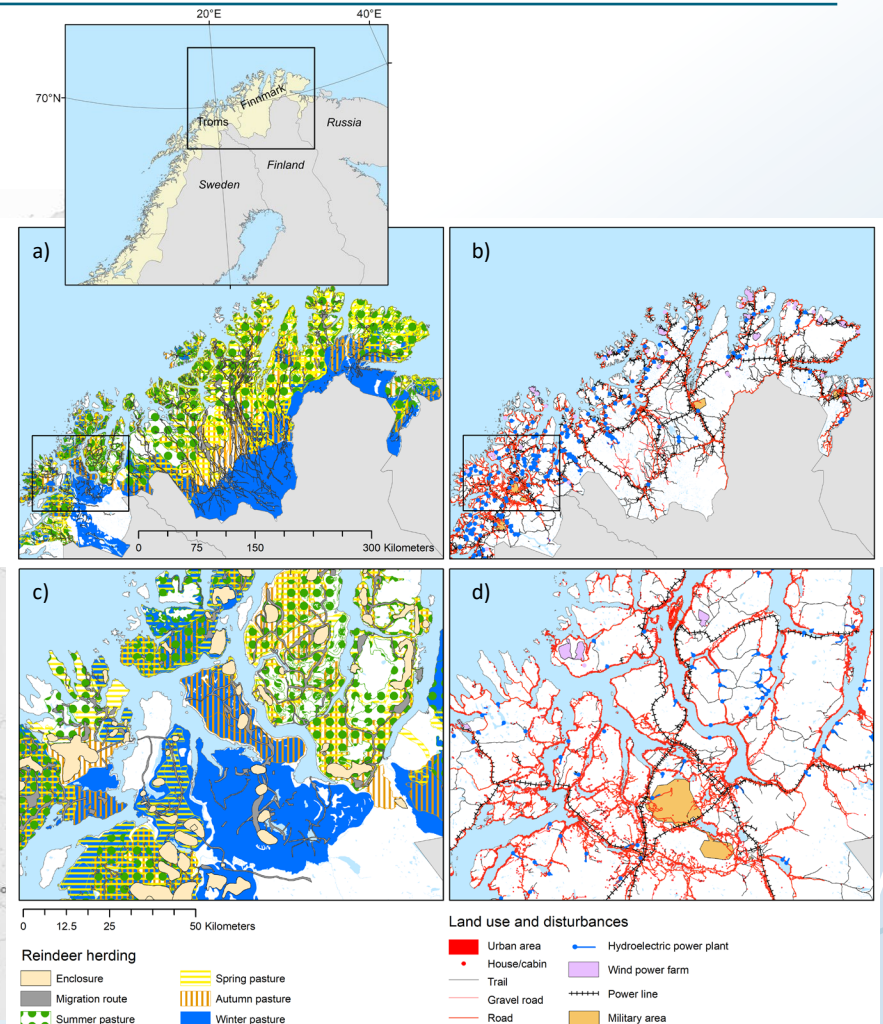 20°E 40°E
70°N
Finnmark
Troms
Russia
Finland
Sweden
a)
b)
0 75 150 300 Kilometers
c)
d)
0 12.5 25 50 Kilometers
Reindeer herding
Enclosure
Migration route
Summer pasture
Spring pasture
Autumn pasture
Winter pasture
Land use and disturbances
Urban area
House/cabin
Trail
Gravel road
Road
Hydroelectric power plant
Wind power farm
Power line
Military area